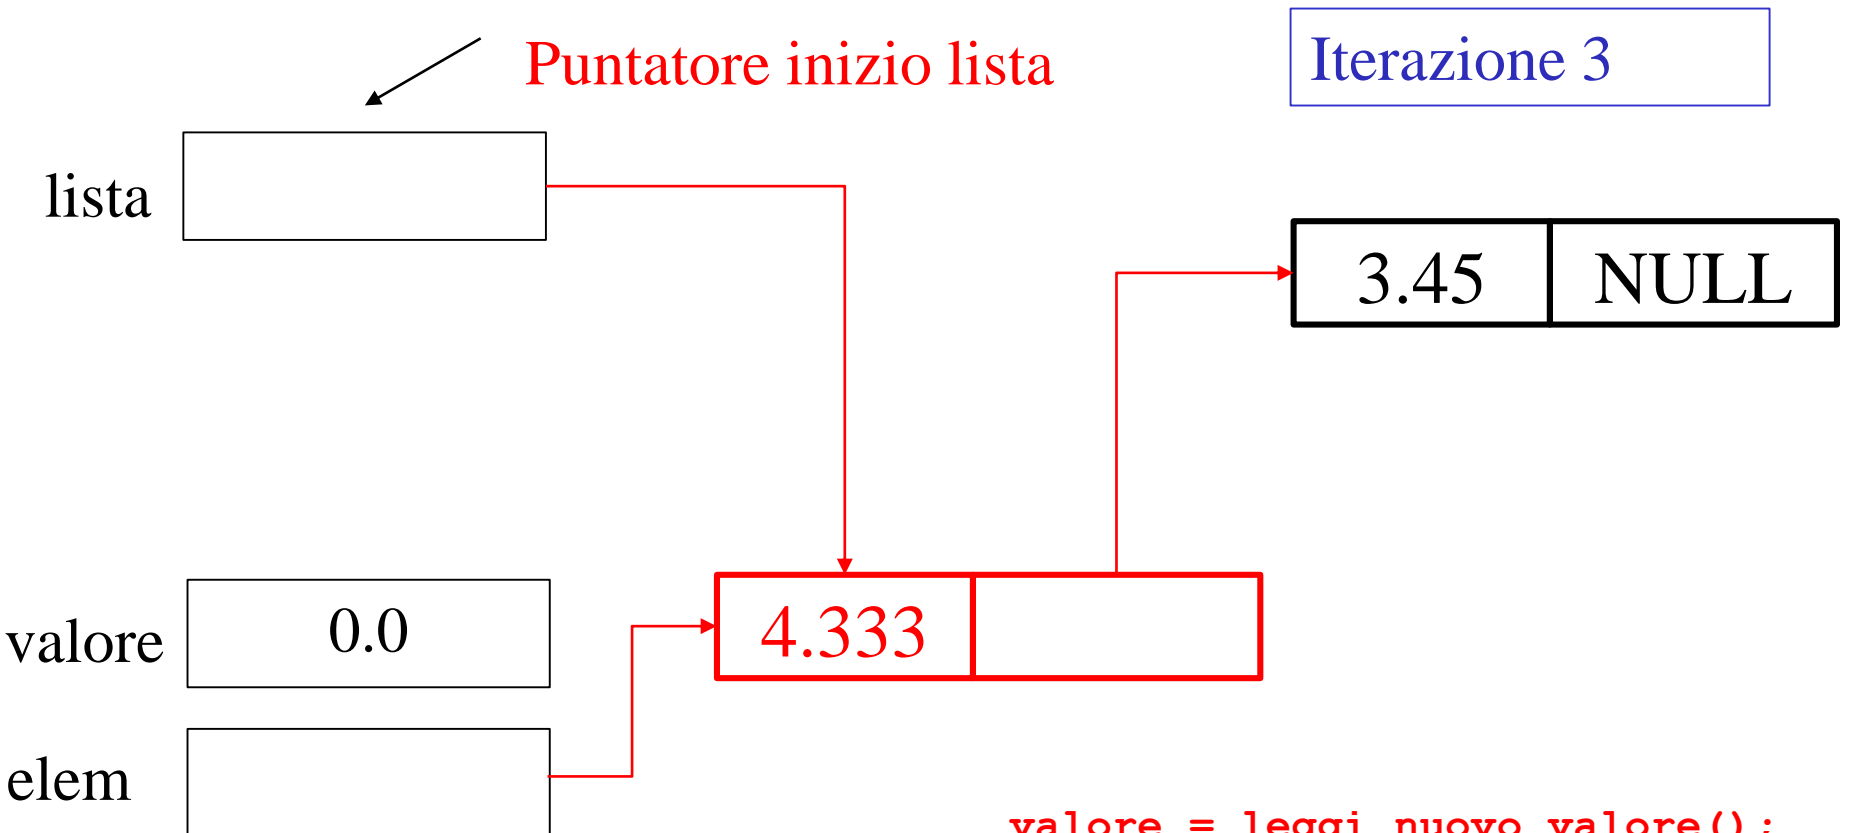 Puntatore inizio lista
Iterazione 3
lista
3.45 NULL
valore 0.0
4.333
elem
valore = leggi_nuovo_valore();